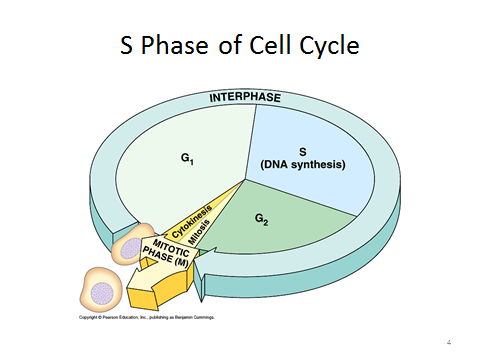 S Phase of Cell Cycle
INTERPHASE
G1
S
(DNA synthesis)
G2
Cytokinesis
Mitosis
MITOTIC
PHASE (M)
Copyright © Pearson Education, Inc., publishing as Benjamin Cummings.
4